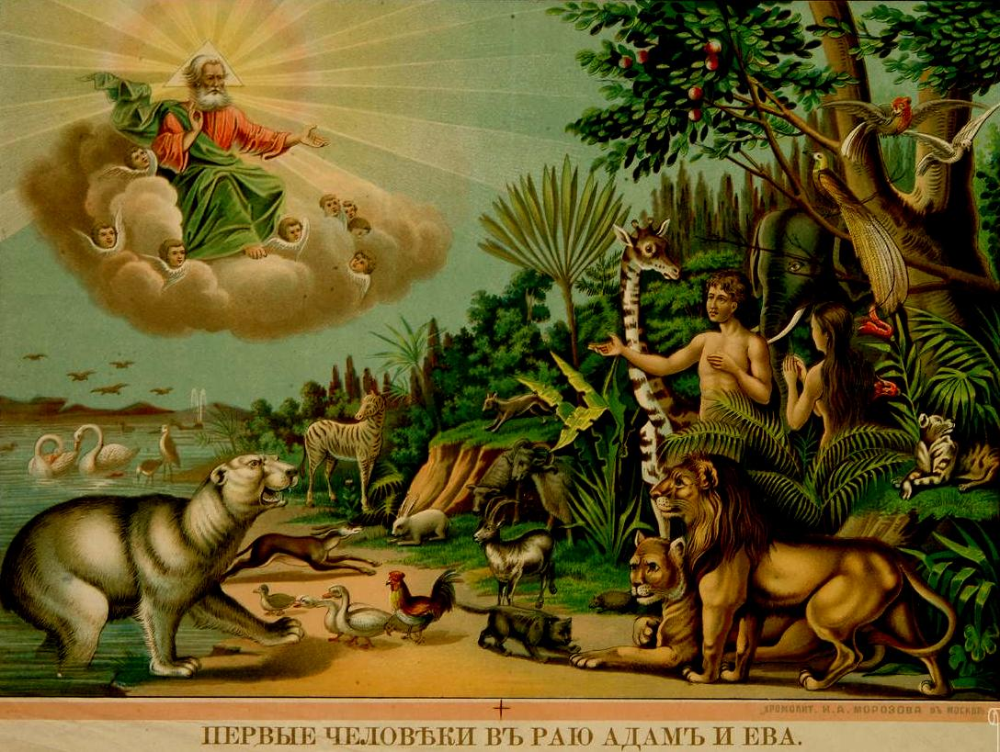 ХРОМОЛИТ. И. А. МОРОЗОВА ВЪ МОСКВѢ
ПЕРВЫЕ ЧЕЛОВѢКИ ВЪ РАЮ АДАМЪ И ЕВА.